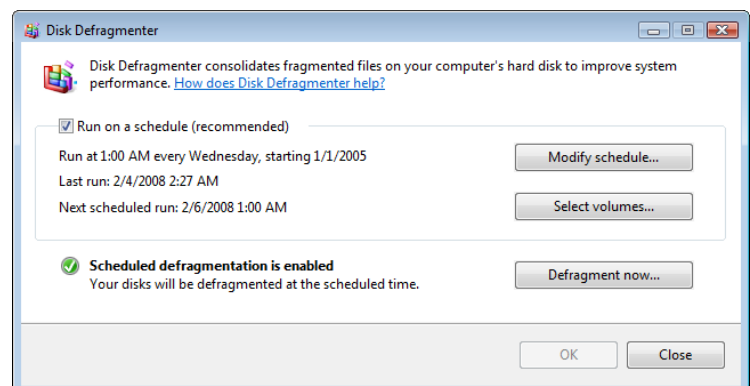 Disk Defragmenter
Disk Defragmenter consolidates fragmented files on your computer's hard disk to improve system
performance. How does Disk Defragmenter help?
Run on a schedule (recommended)
Run at 1:00 AM every Wednesday, starting 1/1/2005
Modify schedule...
Last run: 2/4/2008 2:27 AM
Next scheduled run: 2/6/2008 1:00 AM
Select volumes...
Scheduled defragmentation is enabled
Your disks will be defragmented at the scheduled time.
Defragment now...
OK
Close